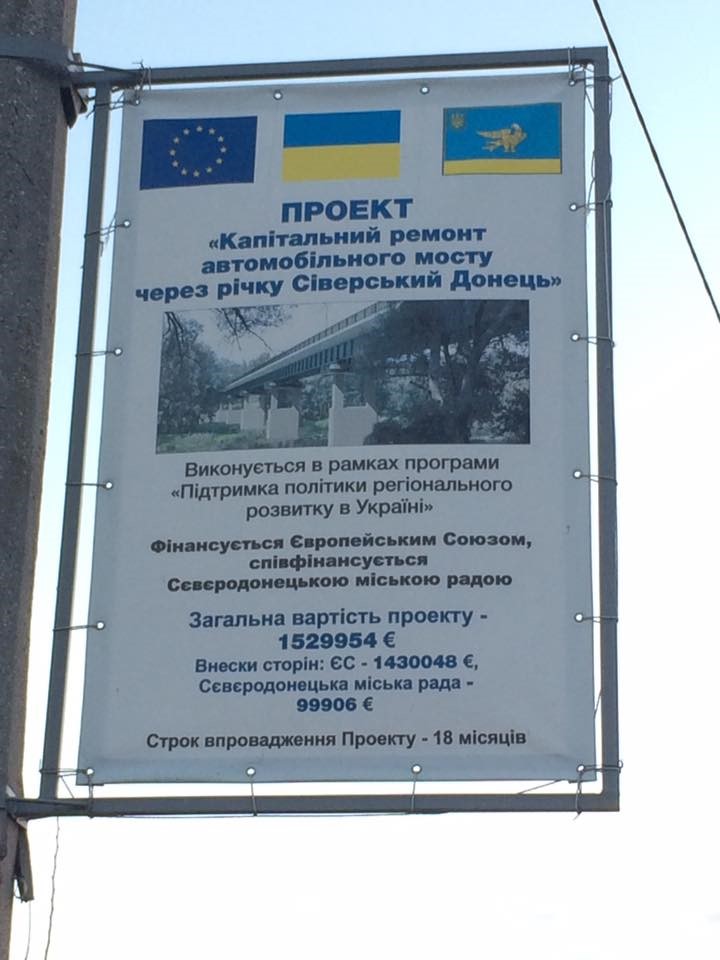 ПРОЕКТ
«Капітальний ремонт
автомобільного мосту
через річку Сіверський Донець»
Виконується в рамках програми
«Підтримка політики регіонального
розвитку в Україні»
Фінансується Європейським Союзом,
співфінансується
Сєвєродонецькою міською радою
Загальна вартість проекту -
1529954 €
Внески сторін: ЄС - 1430048 €,
Сєвєродонецька міська рада -
99906 €
Строк впровадження Проекту - 18 місяців